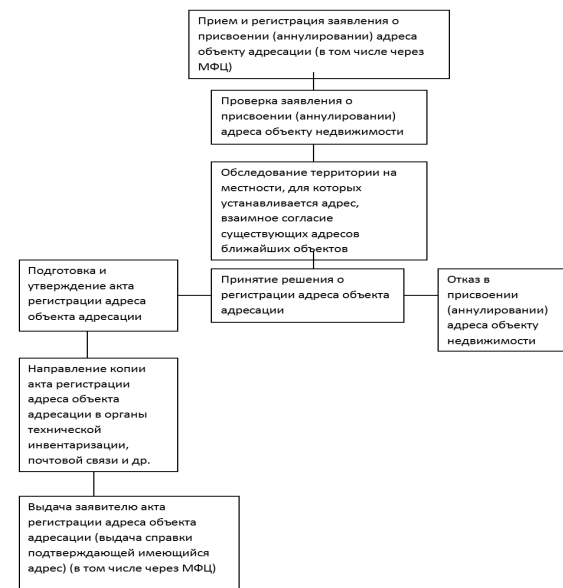 Прием и регистрация заявления о
присвоении (аннулировании) адреса
объекту адресации (в том числе через
МФЦ)
Проверка заявления о
присвоении (аннулировании)
адреса объекту недвижимости
Обследование территории на
местности, для которых
устанавливается адрес,
взаимное согласие
существующих адресов
ближайших объектов
Подготовка и
утверждение акта
регистрации адреса
объекта адресации
Принятие решения о
регистрации адреса объекта
адресации
Отказ в
присвоении
(аннулировании)
адреса объекту
недвижимости
Направление копии
акта регистрации
адреса объекта
адресации в органы
технической
инвентаризации,
почтовой связи и др.
Выдача заявителю акта
регистрации адреса объекта
адресации (выдача справки
подтверждающей имеющийся
адрес) (в том числе через МФЦ)